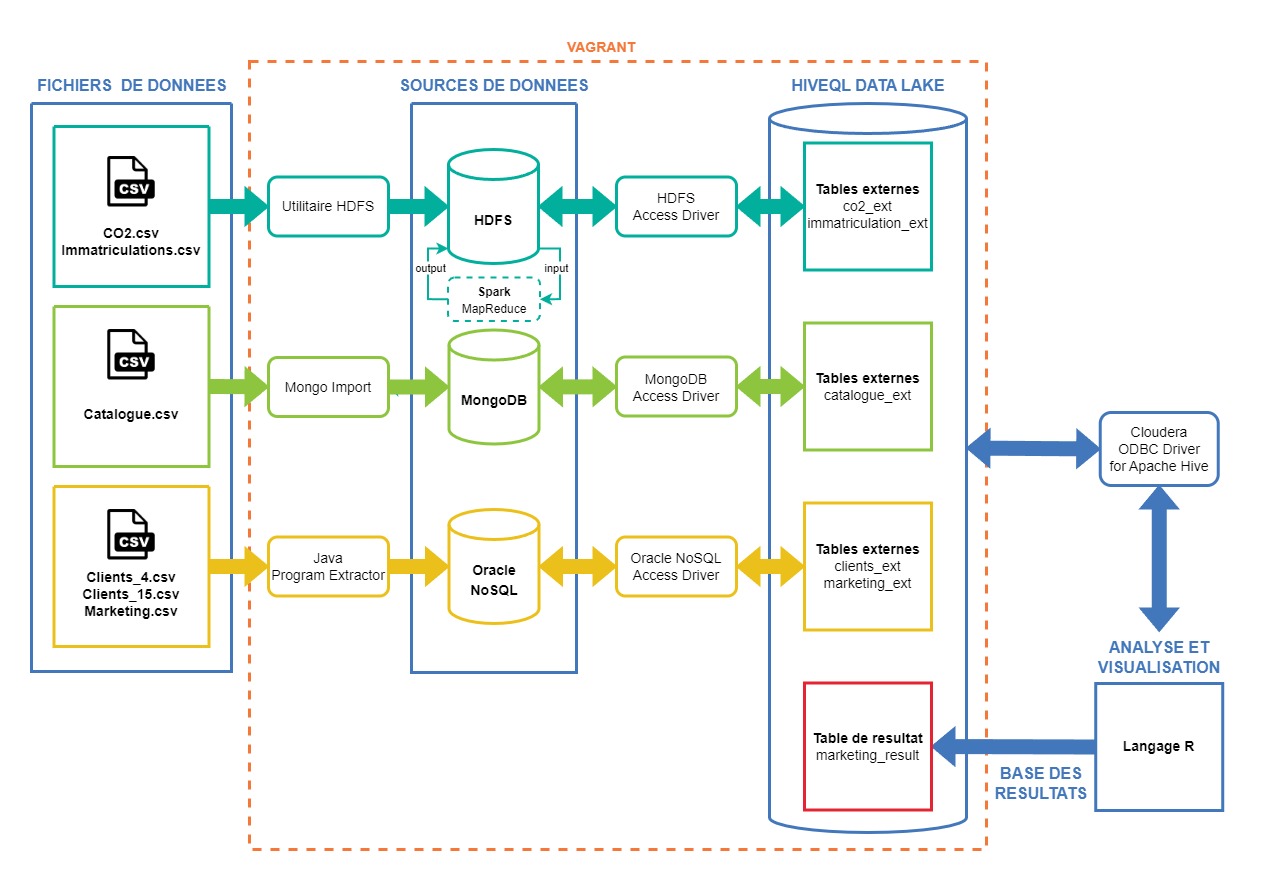 VAGRANT
FICHIERS DE DONNEES
SOURCES DE DONNEES
HIVEQL DATA LAKE
CSV
CO2.csv
Immatriculations.csv
Utilitaire HDFS
HDFS
output
input
Spark
MapReduce
HDFS
Access Driver
Tables externes
co2_ext
immatriculation_ext
CSV
Catalogue.csv
Mongo Import
MongoDB
MongoDB
Access Driver
Tables externes
catalogue_ext
Cloudera
ODBC Driver
for Apache Hive
CSV
Clients_4.csv
Clients_15.csv
Marketing.csv
Java
Program Extractor
Oracle
NoSQL
Oracle NoSQL
Access Driver
Tables externes
clients_ext
marketing_ext
ANALYSE ET
VISUALISATION
Table de resultat
marketing_result
BASE DES
RESULTATS
Langage R